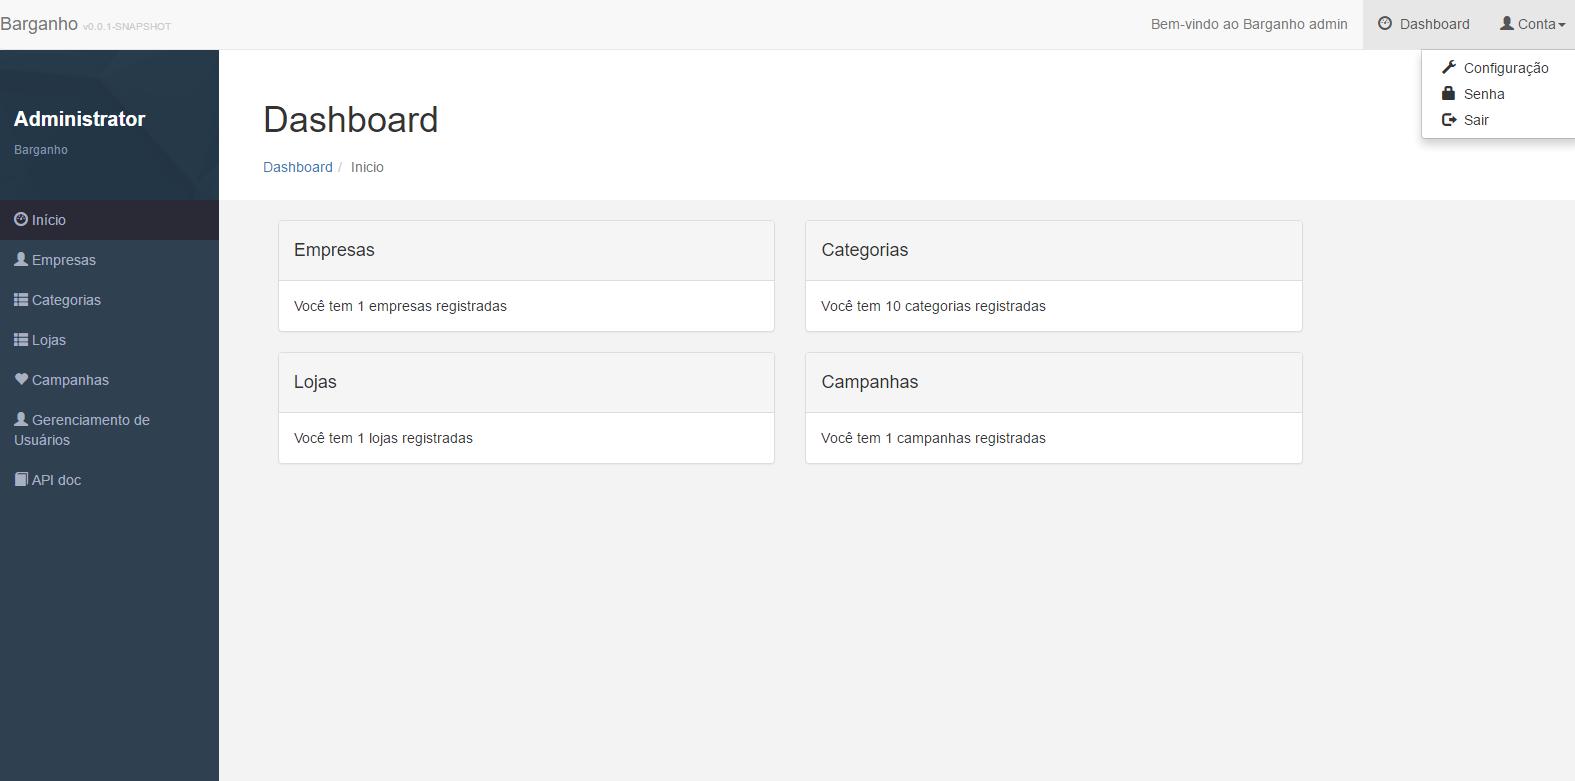 Barganho v0.0.1-SNAPSHOT
Bem-vindo ao Barganho admin
Dashboard
Conta
Configuração
Senha
Sair
Administrator
Barganho
Início
Empresas
Categorias
Lojas
Campanhas
Gerenciamento de
Usuários
API doc
Dashboard
Dashboard / Inicio
Empresas
Você tem 1 empresas registradas
Categorias
Você tem 10 categorias registradas
Lojas
Você tem 1 lojas registradas
Campanhas
Você tem 1 campanhas registradas